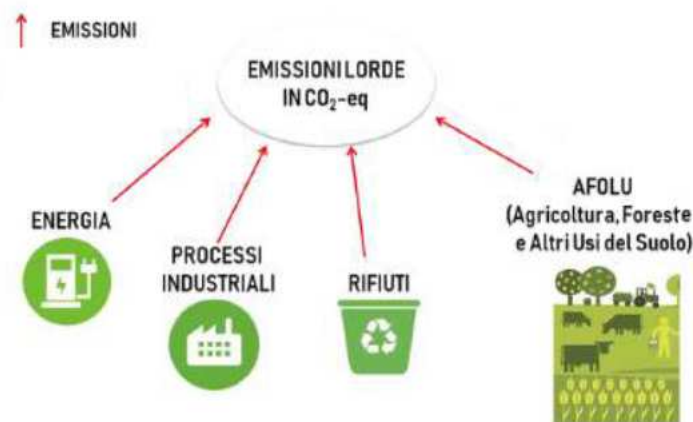 EMISSIONI
EMISSIONI LORDE
IN CO₂-eq
ENERGIA
PROCESSI
INDUSTRIALI
RIFIUTI
AFOLU
(Agricoltura, Foreste
e Altri Usi del Suolo)